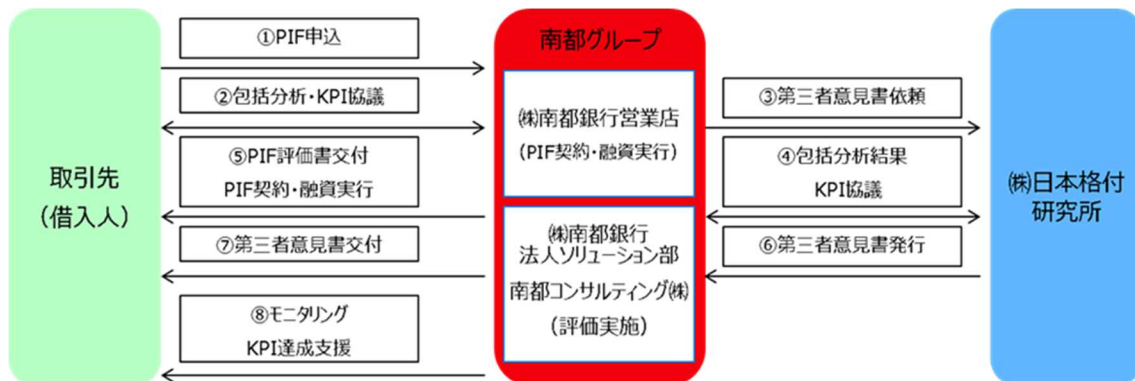 取引先
(借入人)
①PIF申込
②包括分析・KPI協議
⑤PIF評価書交付
PIF契約・融資実行
⑦第三者意見書交付
⑧モニタリング
KPI達成支援
南都グループ
㈱南都銀行営業店
(PIF契約・融資実行)
㈱南都銀行
法人ソリューション部
南都コンサルティング㈱
(評価実施)
③第三者意見書依頼
④包括分析結果
KPI協議
⑥第三者意見書発行
㈱日本格付
研究所